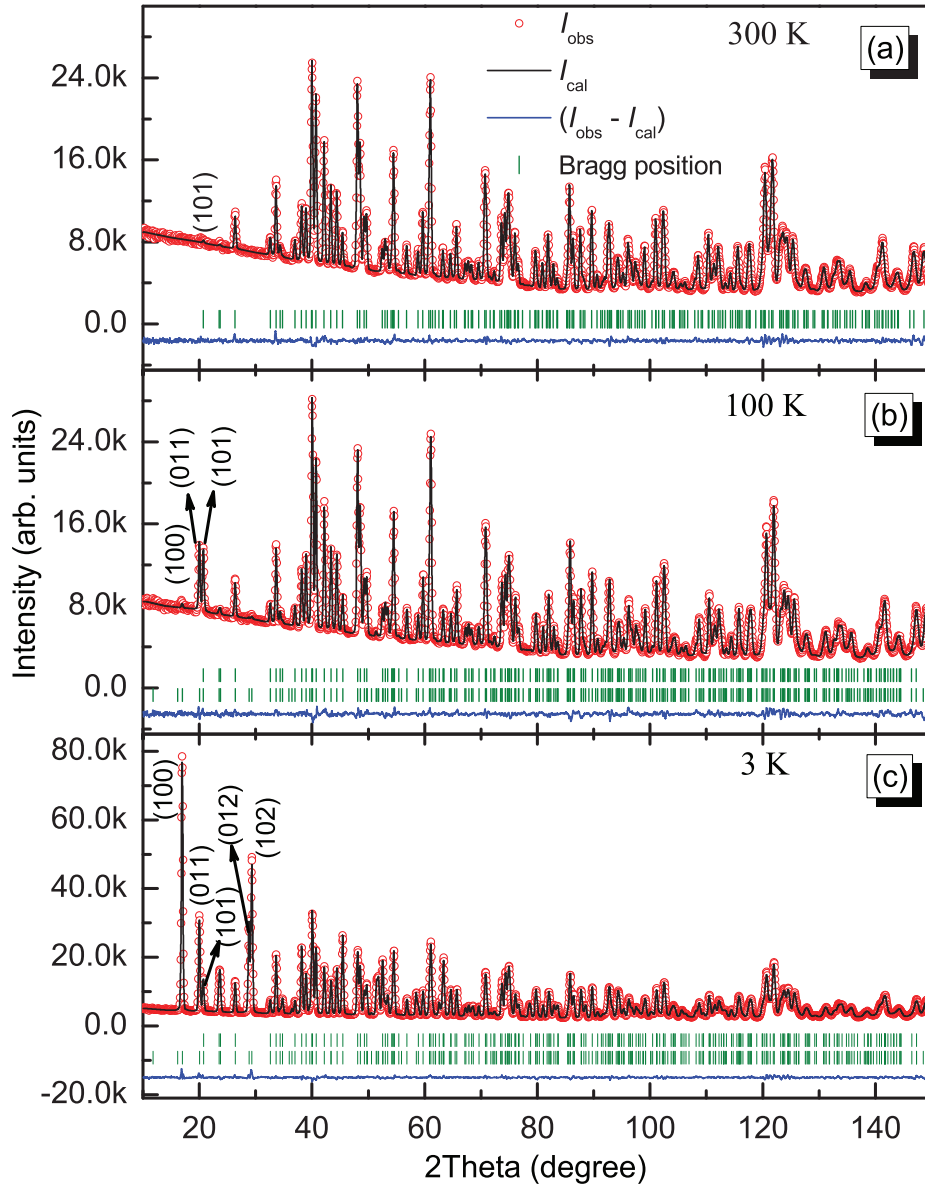 300 K
(a)
I_obs
I_cal
(I_obs - I_cal)
Bragg position
(101)
24.0k
16.0k
8.0k
0.0
100 K
(b)
(011)
(101)
(100)
24.0k
16.0k
8.0k
0.0
3 K
(c)
(100)
(011)
(101)
(012)
(102)
80.0k
60.0k
40.0k
20.0k
0.0
-20.0k
Intensity (arb. units)
20 40 60 80 100 120 140
2Theta (degree)